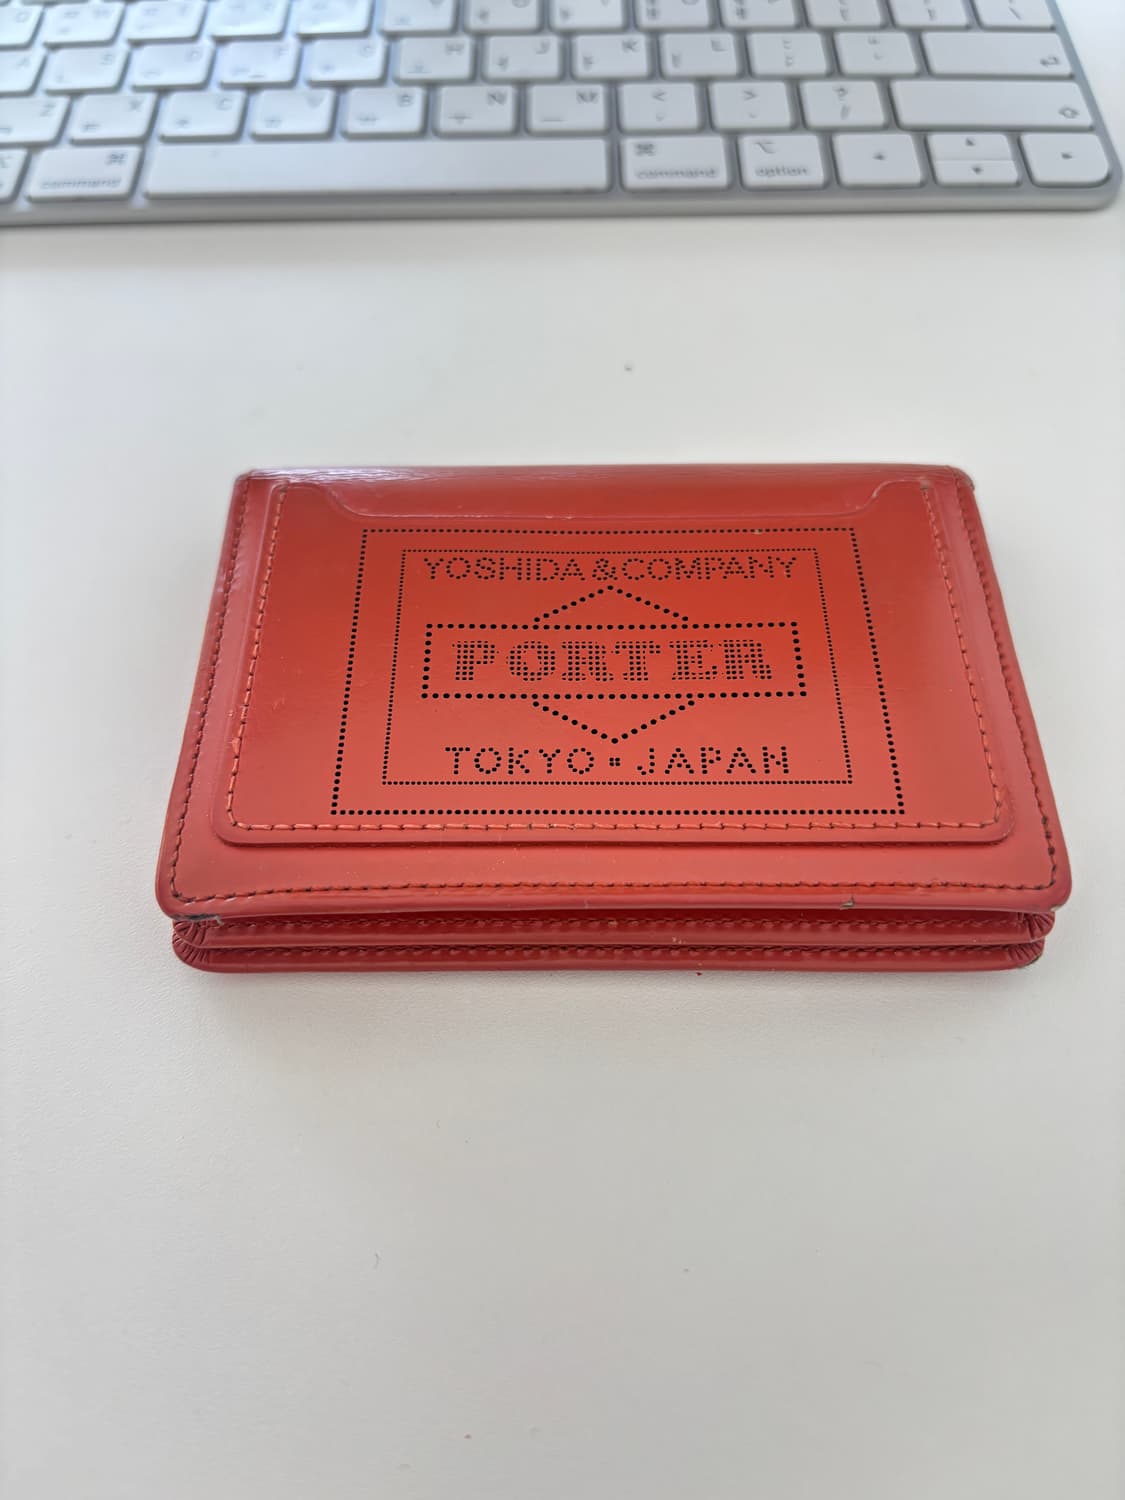 command
command
option
YOSHIDA & COMPANY
PORTER
TOKYO · JAPAN